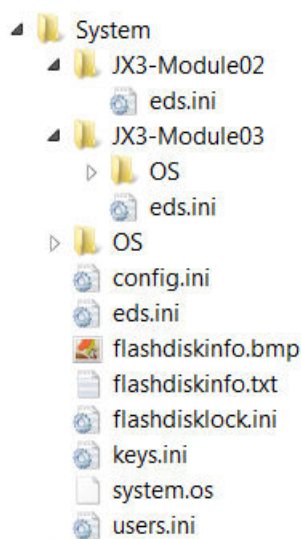 System
JX3-Module02
eds.ini
JX3-Module03
OS
eds.ini
OS
config.ini
eds.ini
flashdiskinfo.bmp
flashdiskinfo.txt
flashdisklock.ini
keys.ini
system.os
users.ini